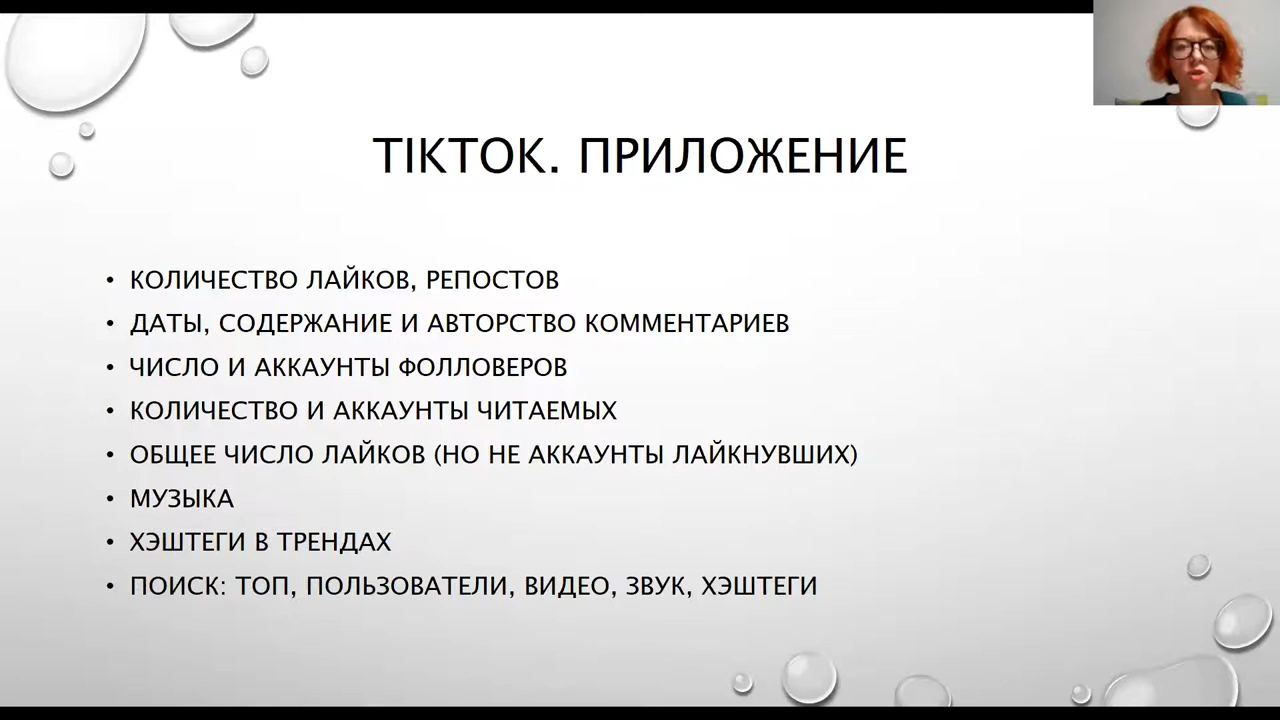 TIKTOK. ПРИЛОЖЕНИЕ
• КОЛИЧЕСТВО ЛАЙКОВ, РЕПОСТОВ
• ДАТЫ, СОДЕРЖАНИЕ И АВТОРСТВО КОММЕНТАРИЕВ
• ЧИСЛО И АККАУНТЫ ФОЛЛОВЕРОВ
• КОЛИЧЕСТВО И АККАУНТЫ ЧИТАЕМЫХ
• ОБЩЕЕ ЧИСЛО ЛАЙКОВ (НО НЕ АККАУНТЫ ЛАЙКНУВШИХ)
• МУЗЫКА
• ХЭШТЕГИ В ТРЕНДАХ
• ПОИСК: ТОП, ПОЛЬЗОВАТЕЛИ, ВИДЕО, ЗВУК, ХЭШТЕГИ